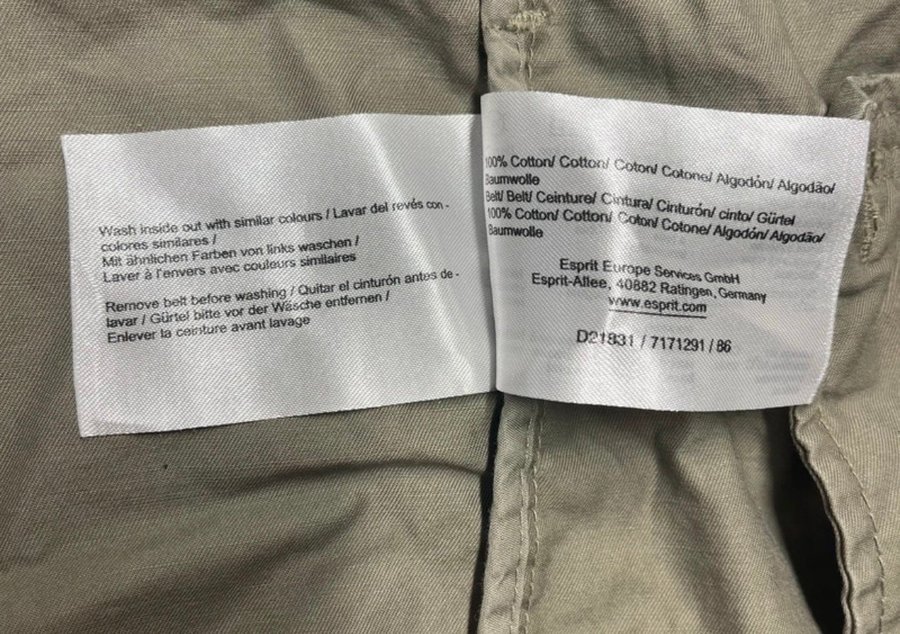 Wash inside out with similar colours / Lavar del revés con -
colores similares /
Mit ähnlichen Farben von links waschen /
Laver à l'envers avec couleurs similaires
Remove belt before washing / Quitar el cinturón antes de -
lavar / Gürtel bitte vor der Wäsche entfernen /
Enlever la ceinture avant lavage
100% Cotton/ Cotton/ Coton/ Cotone/ Algodón/ Algodão/
Baumwolle
Belt/ Belt/ Ceinture/ Cintura/ Cinturón/ cinto/ Gürtel
100% Cotton/ Cotton/ Coton/ Cotone/ Algodón/ Algodão/
Baumwolle
Esprit Europe Services GmbH
Esprit-Allee, 40882 Ratingen, Germany
www.esprit.com
D21831 / 7171291 / 86